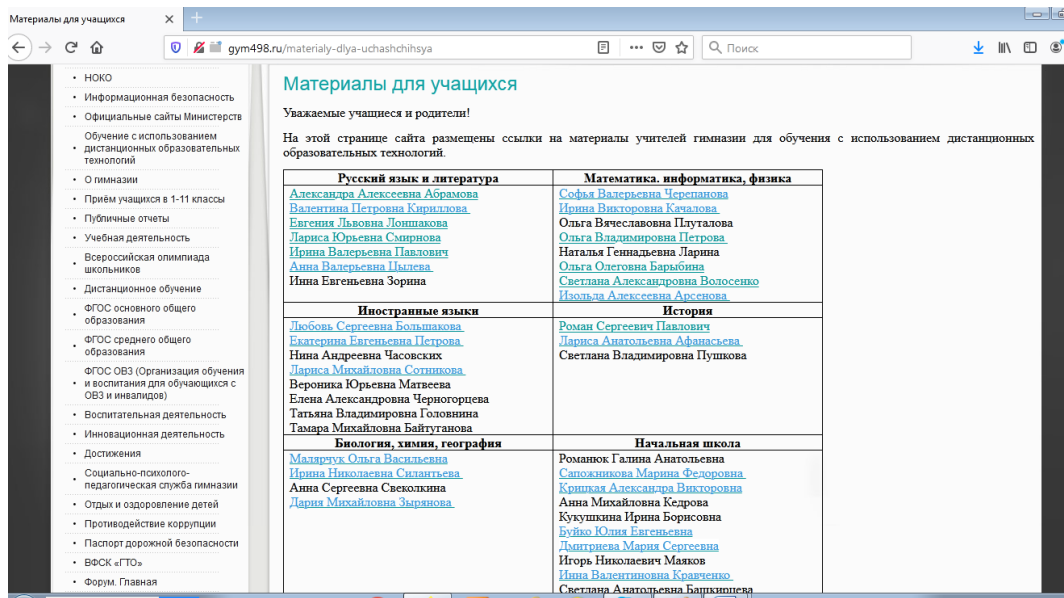 Материалы для учащихся
gym498.ru/materialy-dlya-uchashchihsya
Поиск
НОКО
Информационная безопасность
Официальные сайты Министерств
Обучение с использованием
дистанционных образовательных
технологий
О гимназии
Приём учащихся в 1-11 классы
Публичные отчеты
Учебная деятельность
Всероссийская олимпиада
школьников
Дистанционное обучение
ФГОС основного общего
образования
ФГОС среднего общего
образования
ФГОС ОВЗ (Организация обучения
и воспитания для обучающихся с
ОВЗ и инвалидов)
Воспитательная деятельность
Инновационная деятельность
Достижения
Социально-психолого-
педагогическая служба гимназии
Отдых и оздоровление детей
Противодействие коррупции
Паспорт дорожной безопасности
ВФСК «ГТО»
Форум. Главная
Материалы для учащихся
Уважаемые учащиеся и родители!
На этой странице сайта размещены ссылки на материалы учителей гимназии для обучения с использованием дистанционных
образовательных технологий.
Русский язык и литература
Александра Алексеевна Абрамова
Валентина Петровна Кириллова
Евгения Львовна Лоншакова
Лариса Юрьевна Смирнова
Ирина Валерьевна Павлович
Анна Валерьевна Цылева
Инна Евгеньевна Зорина
Математика. информатика, физика
Софья Валерьевна Черепанова
Ирина Викторовна Качалова
Ольга Вячеславовна Плуталова
Ольга Владимировна Петрова
Наталья Геннадьевна Ларина
Ольга Олеговна Барыбина
Светлана Александровна Волосенко
Изольда Алексеевна Арсенова
Иностранные языки
Любовь Сергеевна Большакова
Екатерина Евгеньевна Петрова
Нина Андреевна Часовских
Лариса Михайловна Сотникова
Вероника Юрьевна Матвеева
Елена Александровна Черногорцева
Татьяна Владимировна Головнина
Тамара Михайловна Байтуганова
История
Роман Сергеевич Павлович
Лариса Анатольевна Афанасьева
Светлана Владимировна Пушкова
Биология, химия, география
Малярчук Ольга Васильевна
Ирина Николаевна Силантьева
Анна Сергеевна Свеколкина
Дария Михайловна Зырянова
Начальная школа
Романюк Галина Анатольевна
Сапожникова Марина Федоровна
Крицкая Александра Викторовна
Анна Михайловна Кедрова
Кукушкина Ирина Борисовна
Буйко Юлия Евгеньевна
Дмитриева Мария Сергеевна
Игорь Николаевич Маяков
Инна Валентиновна Кравченко
Светлана Анатольевна Башкирцева